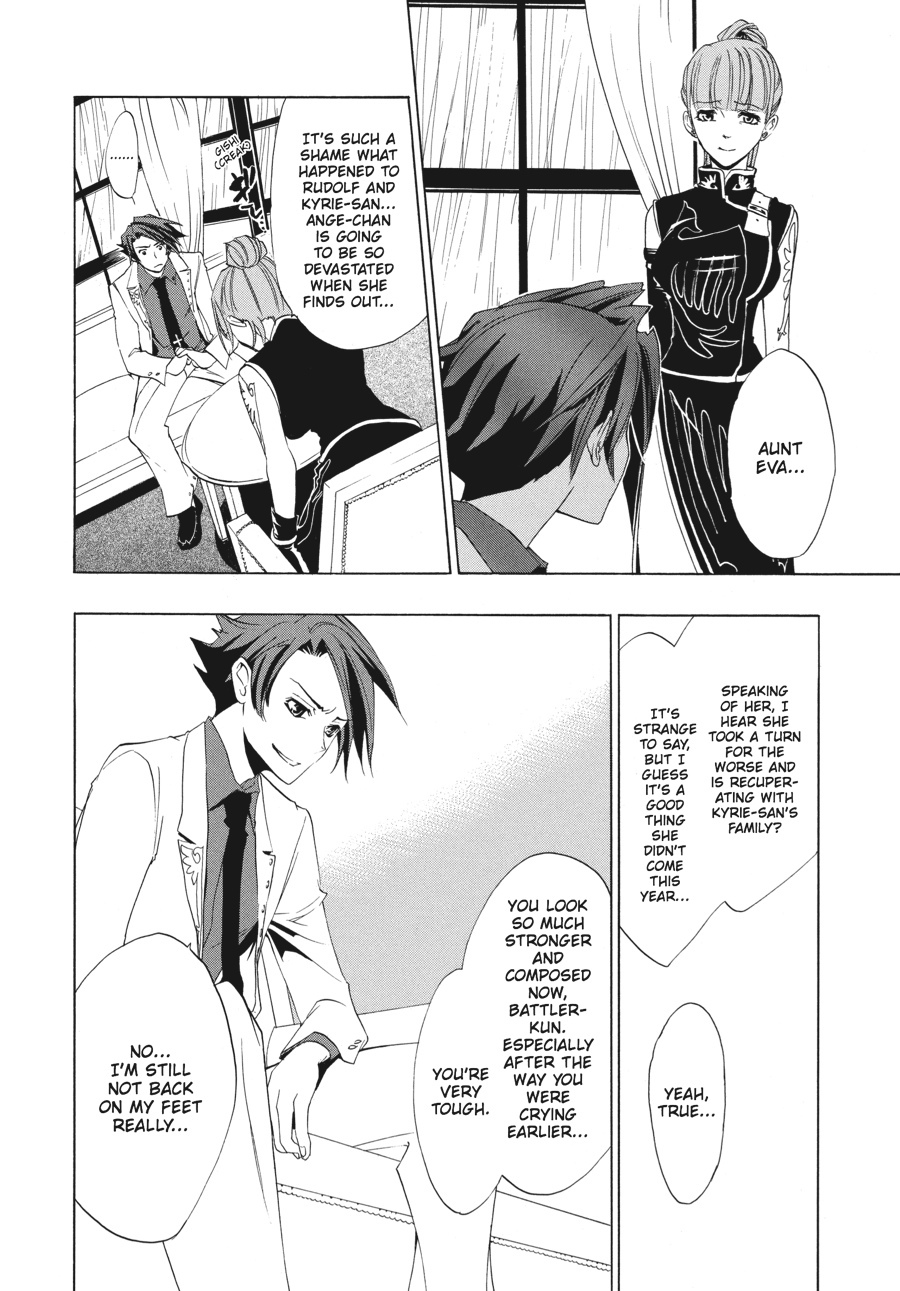 AUNT
EVA...
IT'S SUCH A
SHAME WHAT
HAPPENED TO
RUDOLF AND
KYRIE-SAN...
ANGE-CHAN
IS GOING
TO BE SO
DEVASTATED
WHEN SHE
FINDS OUT...
GISHI
(CREAK)
......
SPEAKING
OF HER, I
HEAR SHE
TOOK A TURN
FOR THE
WORSE AND
IS RECUPER-
ATING WITH
KYRIE-SAN'S
FAMILY?
IT'S
STRANGE
TO SAY,
BUT I
GUESS
IT'S A
GOOD
THING
SHE
DIDN'T
COME
THIS
YEAR...
YEAH,
TRUE...
YOU LOOK
SO MUCH
STRONGER
AND
COMPOSED
NOW,
BATTLER-
KUN.
ESPECIALLY
AFTER THE
WAY YOU
WERE
CRYING
EARLIER...
YOU'RE
VERY
TOUGH.
NO...
I'M STILL
NOT BACK
ON MY FEET
REALLY...